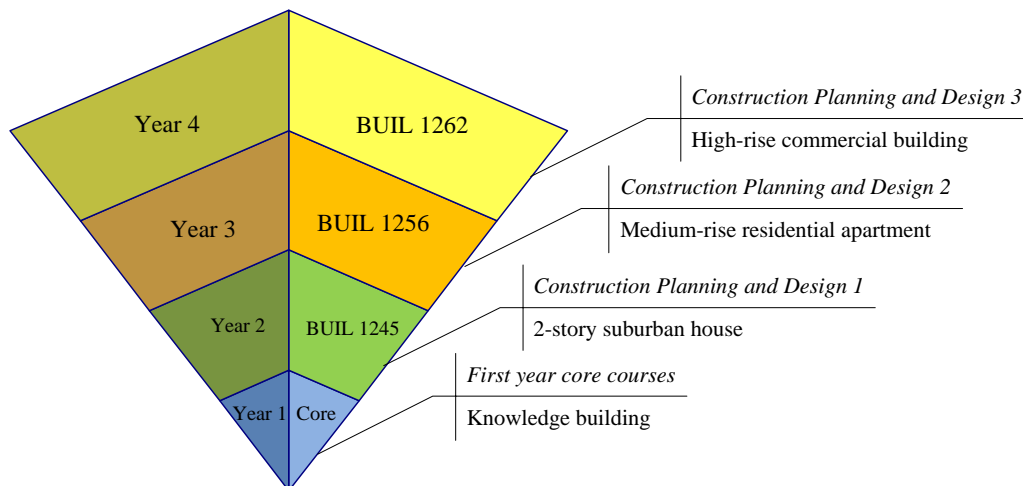 Construction Planning and Design 3
Year 4
BUIL 1262
High-rise commercial building
Construction Planning and Design 2
Year 3
BUIL 1256
Medium-rise residential apartment
Construction Planning and Design 1
Year 2
BUIL 1245
2-story suburban house
First year core courses
Year 1
Core
Knowledge building